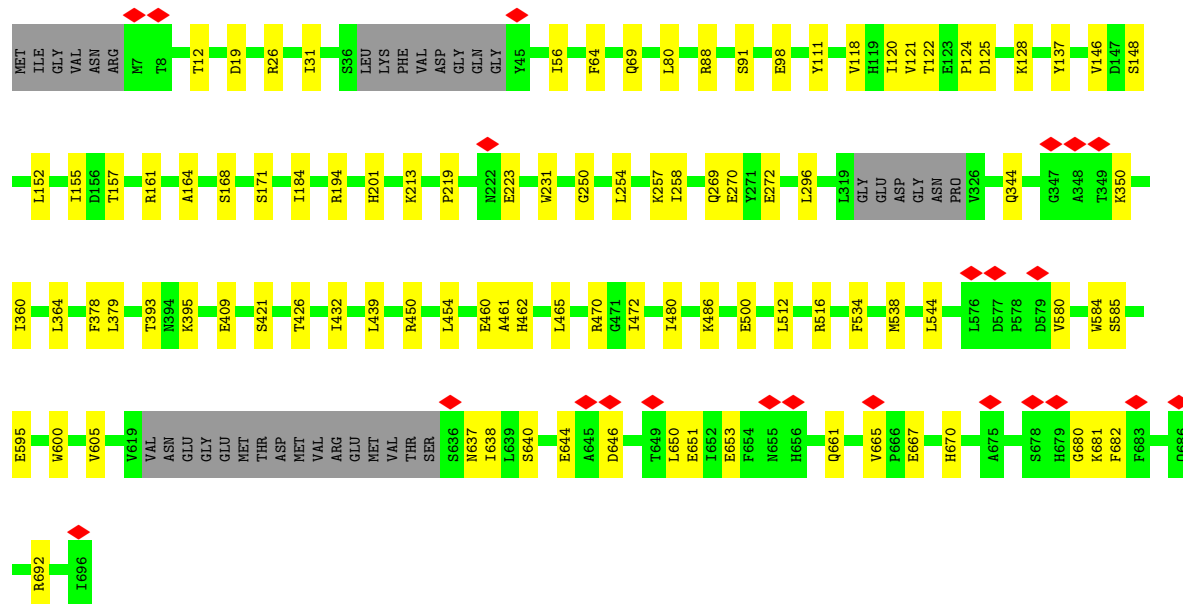 MET ILE GLY VAL ASN ARG M7 T8 T12 D19 R26 I31 S36 LEU LYS PHE VAL ASP GLY GLN GLY Y45 I56 F64 Q69 L80 R88 S91 E98 Y111 V118 H119 I120 V121 T122 E123 P124 D125 K128 Y137 V146 D147 S148
L152 I155 D156 T157 R161 A164 S168 S171 I184 R194 H201 K213 P219 N222 E223 W231 G250 L254 K257 I258 Q269 E270 Y271 E272 L296 L319 GLY GLU ASP GLY ASN PRO V326 Q344 G347 A348 T349 K350
I360 L364 F378 L379 T393 N394 K395 E409 S421 T426 I432 L439 R450 L454 E460 A461 H462 L465 R470 G471 I472 I480 K486 E500 L512 R516 F534 M538 L544 L576 D577 P578 D579 V580 W584 S585
E595 W600 V605 V619 VAL ASN GLU GLY GLY GLU GLU MET THR ASP MET VAL ARG GLU MET VAL THR SER S636 N637 I638 L639 S640 E644 A645 D646 T649 L650 E651 I652 E653 F654 N655 H656 Q661 V665 P666 E667 H670 A675 S678 H679 G680 K681 F682 F683
R692 I696